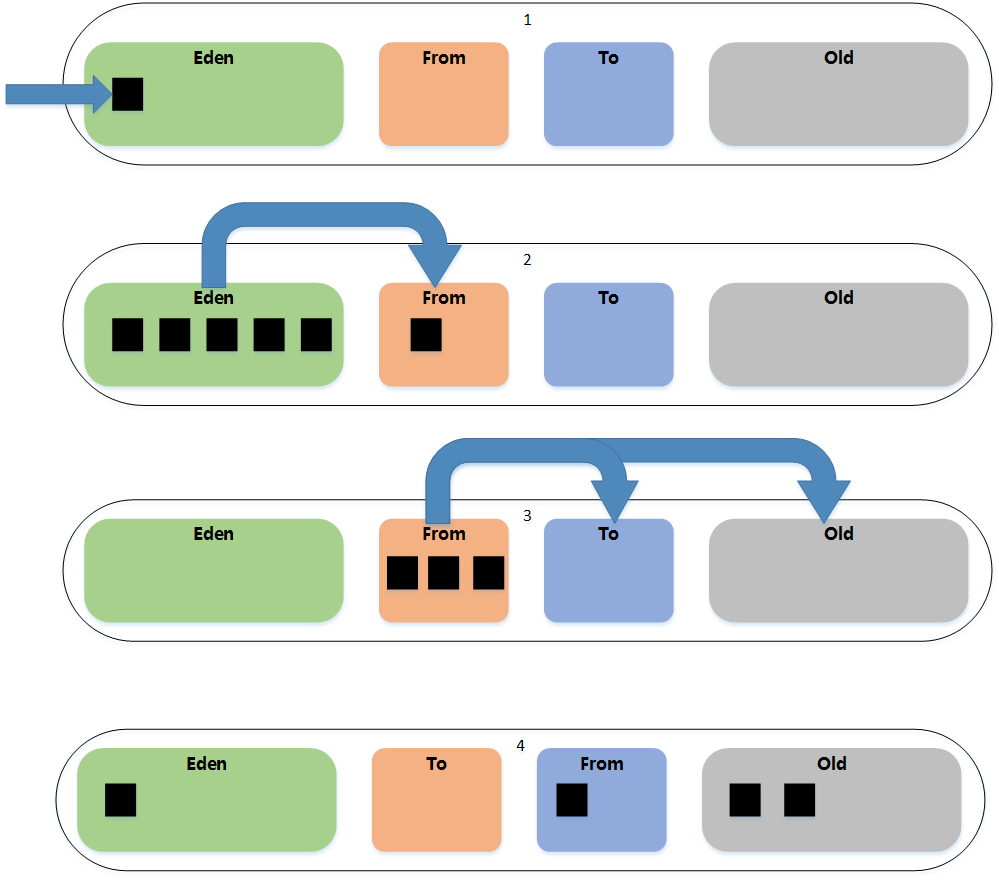 1
Eden From To Old
2
Eden From To Old
3
Eden From To Old
4
Eden To From Old